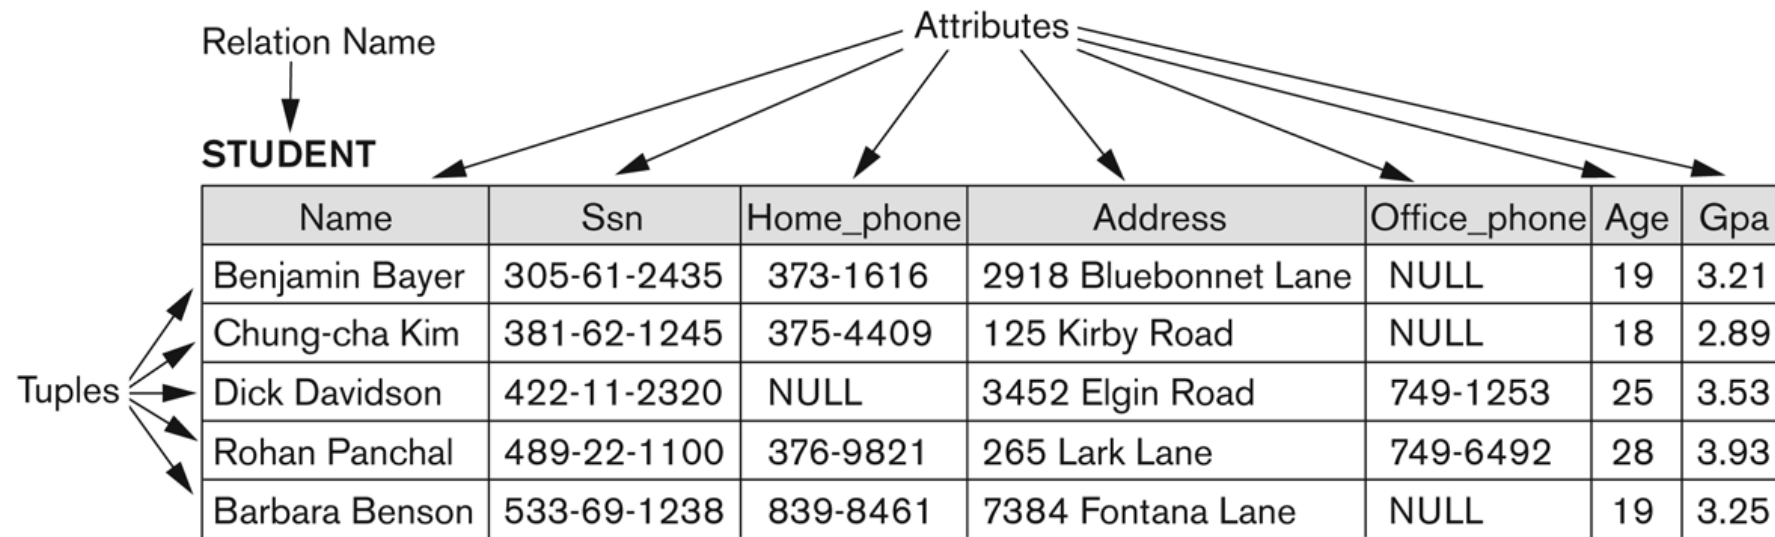 Attributes
Relation Name
STUDENT
Name Ssn Home_phone Address Office_phone Age Gpa
Benjamin Bayer 305-61-2435 373-1616 2918 Bluebonnet Lane NULL 19 3.21
Chung-cha Kim 381-62-1245 375-4409 125 Kirby Road NULL 18 2.89
Tuples
Dick Davidson 422-11-2320 NULL 3452 Elgin Road 749-1253 25 3.53
Rohan Panchal 489-22-1100 376-9821 265 Lark Lane 749-6492 28 3.93
Barbara Benson 533-69-1238 839-8461 7384 Fontana Lane NULL 19 3.25